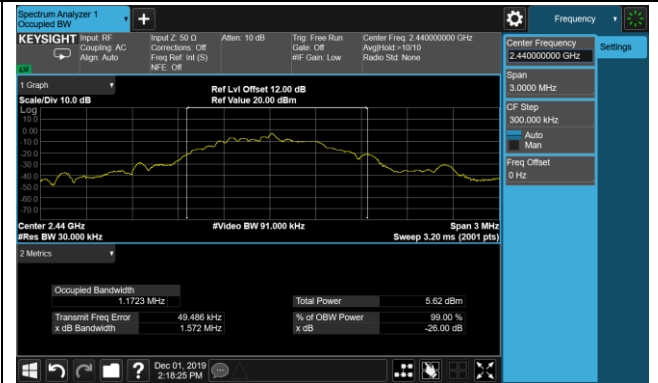 Spectrum Analyzer 1
Occupied BW
Frequency
KEYSIGHT
Input: RF
Coupling: AC
Align: Auto
Input Z: 50 Ω
Corrections: Off
Freq Ref: Int (S)
NFE: Off
Atten: 10 dB
Trig: Free Run
Gate: Off
#IF Gain: Low
Center Freq: 2.440000000 GHz
Avg|Hold:>10/10
Radio Std: None
Center Frequency
2.440000000 GHz
Settings
Span
3.0000 MHz
CF Step
300.000 kHz
Auto
Man
Freq Offset
0 Hz
1 Graph
Scale/Div 10.0 dB
Ref Lvl Offset 12.00 dB
Ref Value 20.00 dBm
Log
10.0
0.00
-10.0
-20.0
-30.0
-40.0
-50.0
-60.0
-70.0
Center 2.44 GHz
#Video BW 91.000 kHz
Span 3 MHz
#Res BW 30.000 kHz
Sweep 3.20 ms (2001 pts)
2 Metrics
Occupied Bandwidth
1.1723 MHz
Total Power 5.62 dBm
Transmit Freq Error 49.486 kHz
% of OBW Power 99.00 %
x dB Bandwidth 1.572 MHz
x dB -26.00 dB
Dec 01, 2019
2:18:25 PM